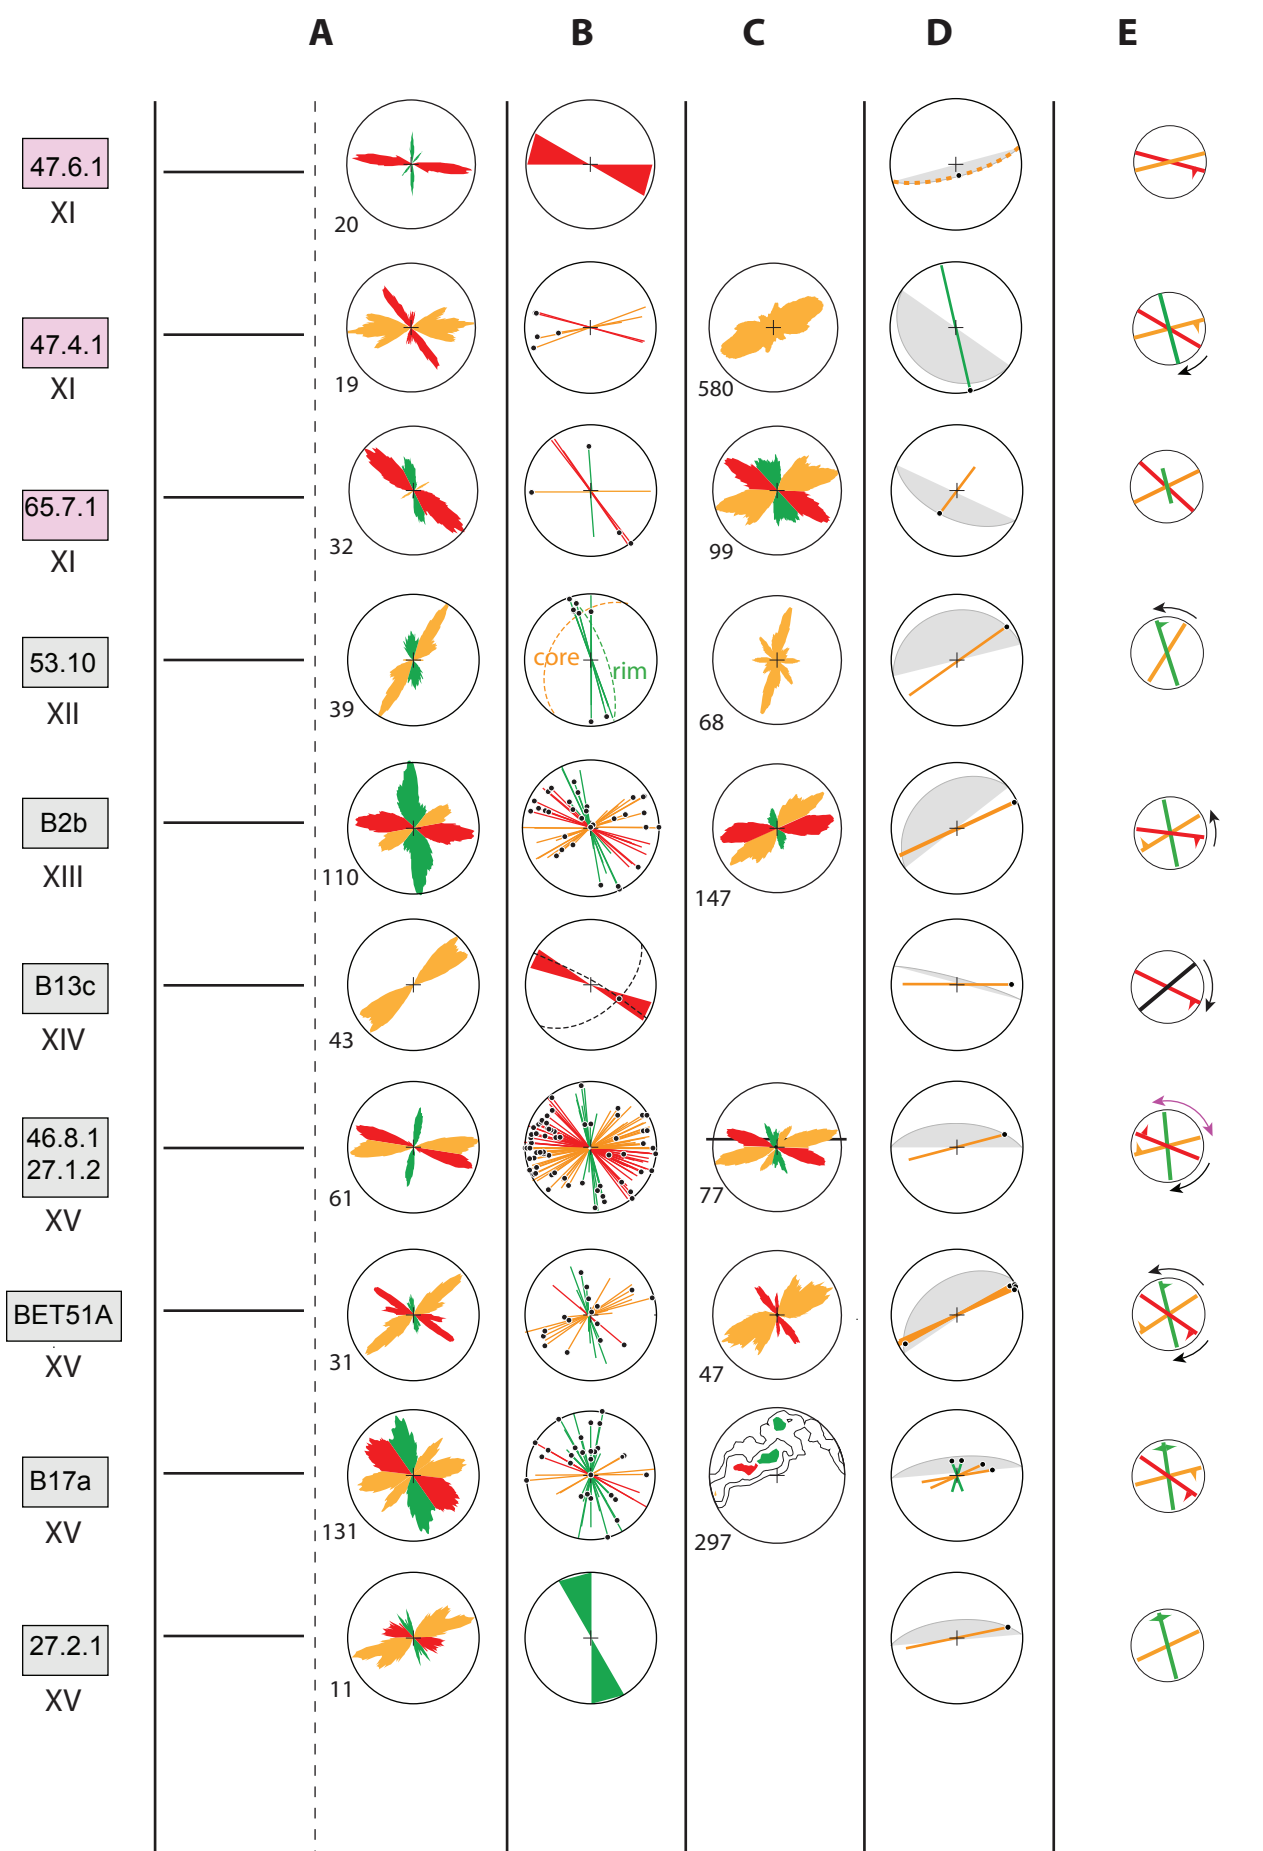 A B C D E
47.6.1
XI
20
47.4.1
XI
19
580
65.7.1
XI
32
99
53.10
XII
39
core
rim
68
B2b
XIII
110
147
B13c
XIV
43
46.8.1
27.1.2
XV
61
77
BET51A
XV
31
47
B17a
XV
131
297
27.2.1
XV
11